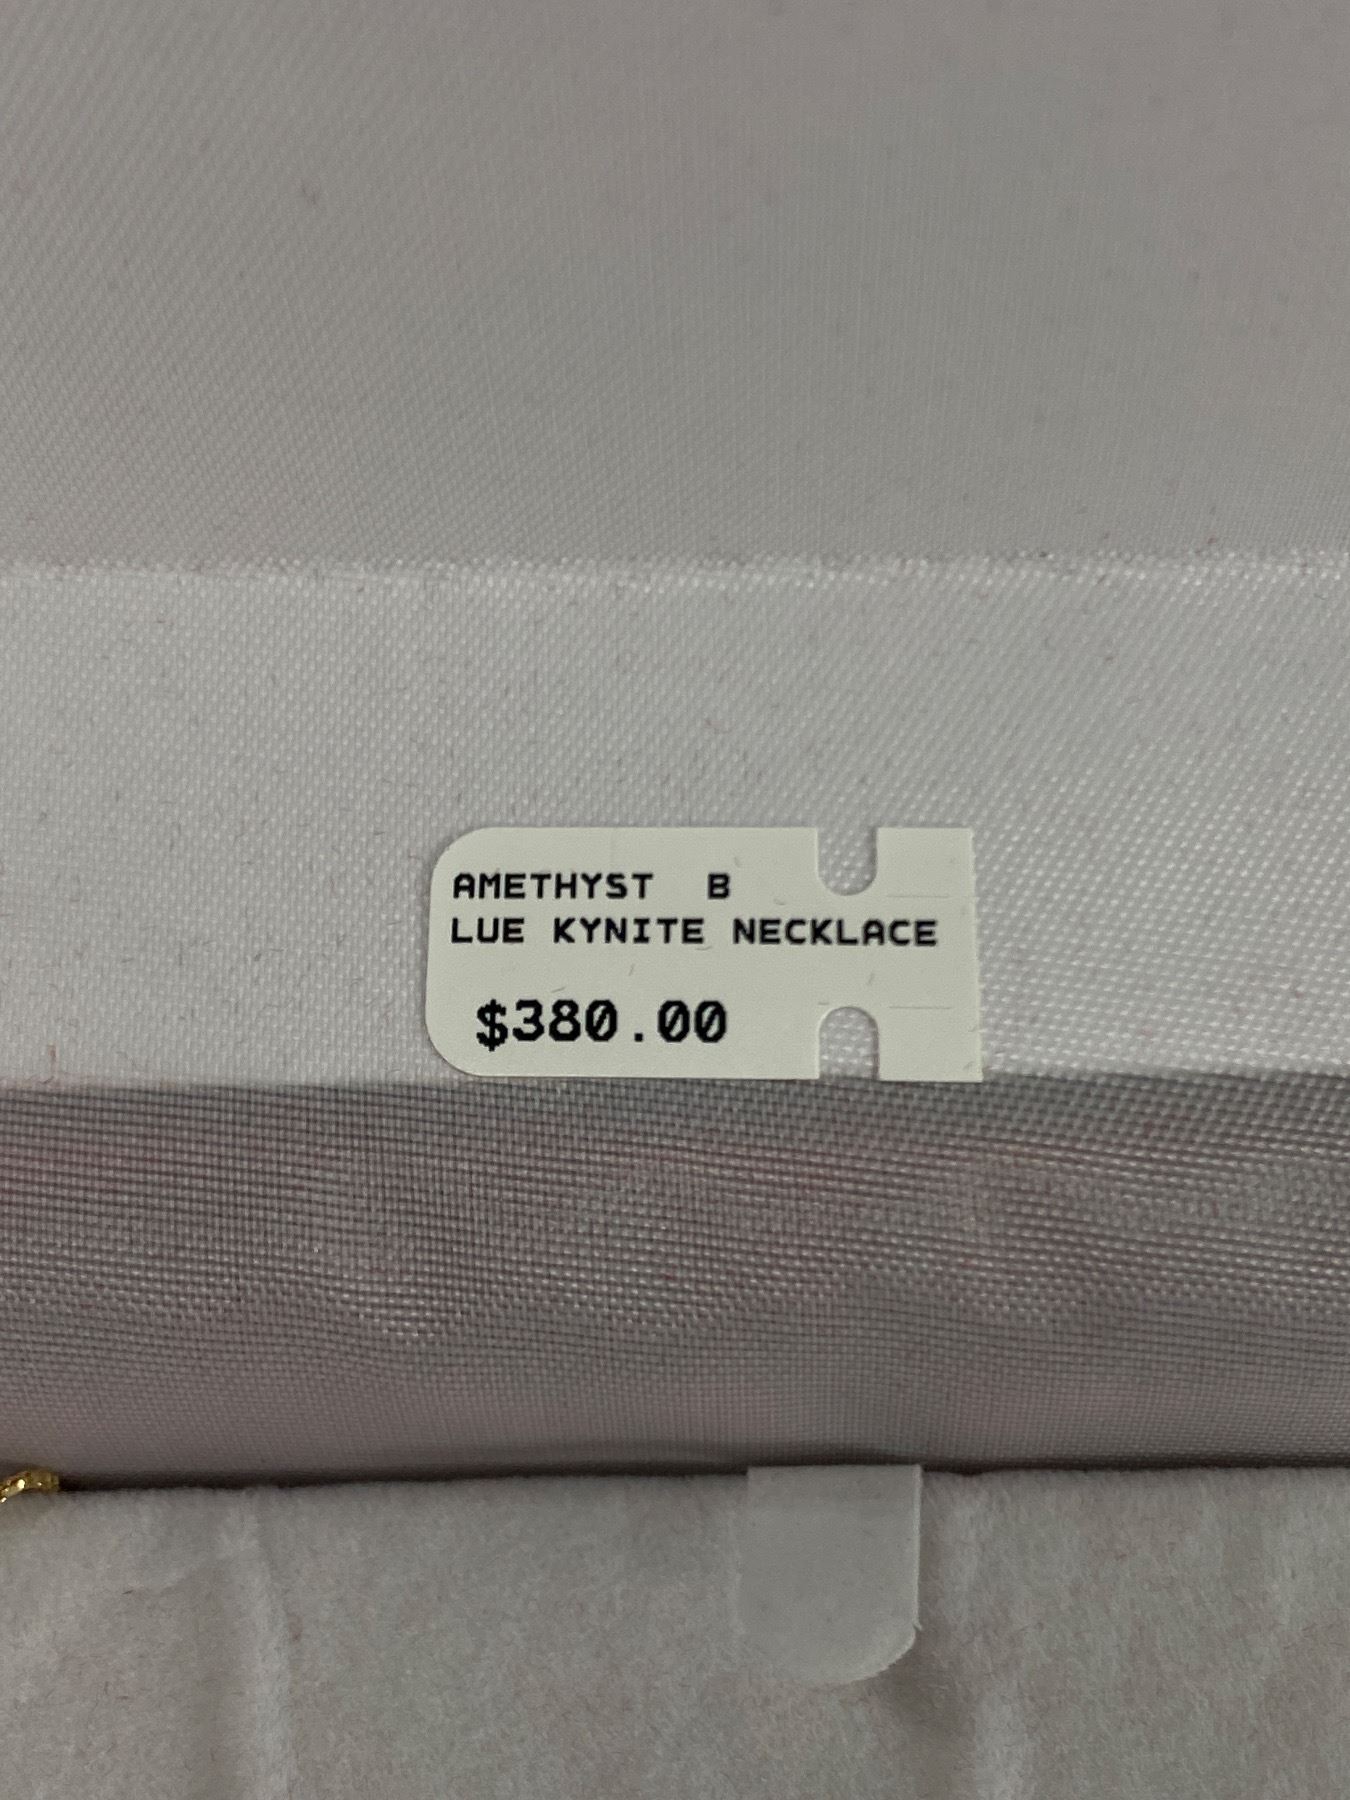 AMETHYST  B
LUE KYNITE NECKLACE
$380.00